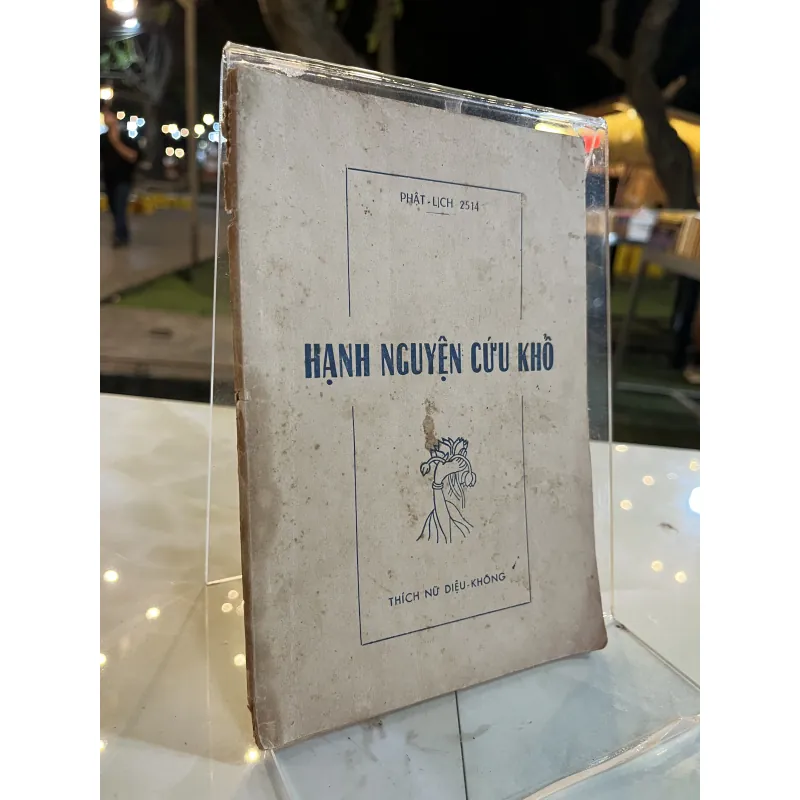 PHẬT-LỊCH 2514
HẠNH NGUYỆN CỨU KHỔ
THÍCH NỮ DIỆU-KHÔNG